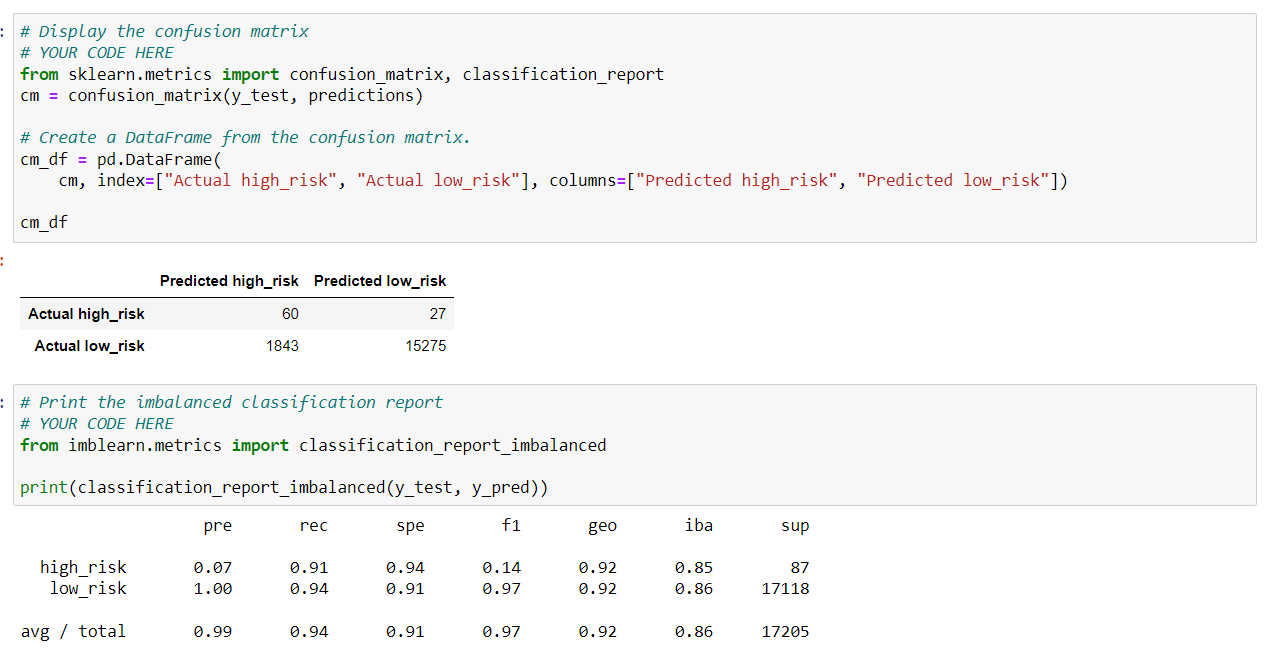 : # Display the confusion matrix
# YOUR CODE HERE
from sklearn.metrics import confusion_matrix, classification_report
cm = confusion_matrix(y_test, predictions)
# Create a DataFrame from the confusion matrix.
cm_df = pd.DataFrame(
cm, index=["Actual high_risk", "Actual low_risk"], columns=["Predicted high_risk", "Predicted low_risk"])
cm_df
:
Predicted high_risk Predicted low_risk
Actual high_risk 60 27
Actual low_risk 1843 15275
: # Print the imbalanced classification report
# YOUR CODE HERE
from imblearn.metrics import classification_report_imbalanced
print(classification_report_imbalanced(y_test, y_pred))
pre rec spe f1 geo iba sup
high_risk 0.07 0.91 0.94 0.14 0.92 0.85 87
low_risk 1.00 0.94 0.91 0.97 0.92 0.86 17118
avg / total 0.99 0.94 0.91 0.97 0.92 0.86 17205